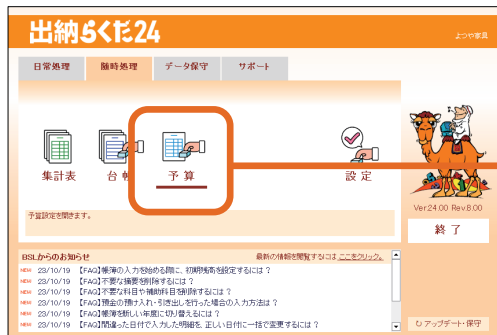 出納らくだ24
よつや家具
日常処理 随時処理 データ保守 サポート
集計表 台帳 予算 設定
Ver.24.00 Rev.8.00
予算設定を開きます。
終了
BSLからのお知らせ 最新の情報を閲覧するには ここをクリック。
NEW 23/10/19 【FAQ】帳簿の入力を始める際に、初期残高を設定するには？
NEW 23/10/19 【FAQ】不要な摘要を削除するには？
NEW 23/10/19 【FAQ】不要な科目や補助科目を削除するには？
NEW 23/10/19 【FAQ】預金の預け入れ・引き出しを行った場合の入力方法は？
NEW 23/10/19 【FAQ】帳簿を新しい年度に切り替えるには？
NEW 23/10/19 【FAQ】間違った日付で入力した明細を、正しい日付に一括で変更するには？
アップデート・保守